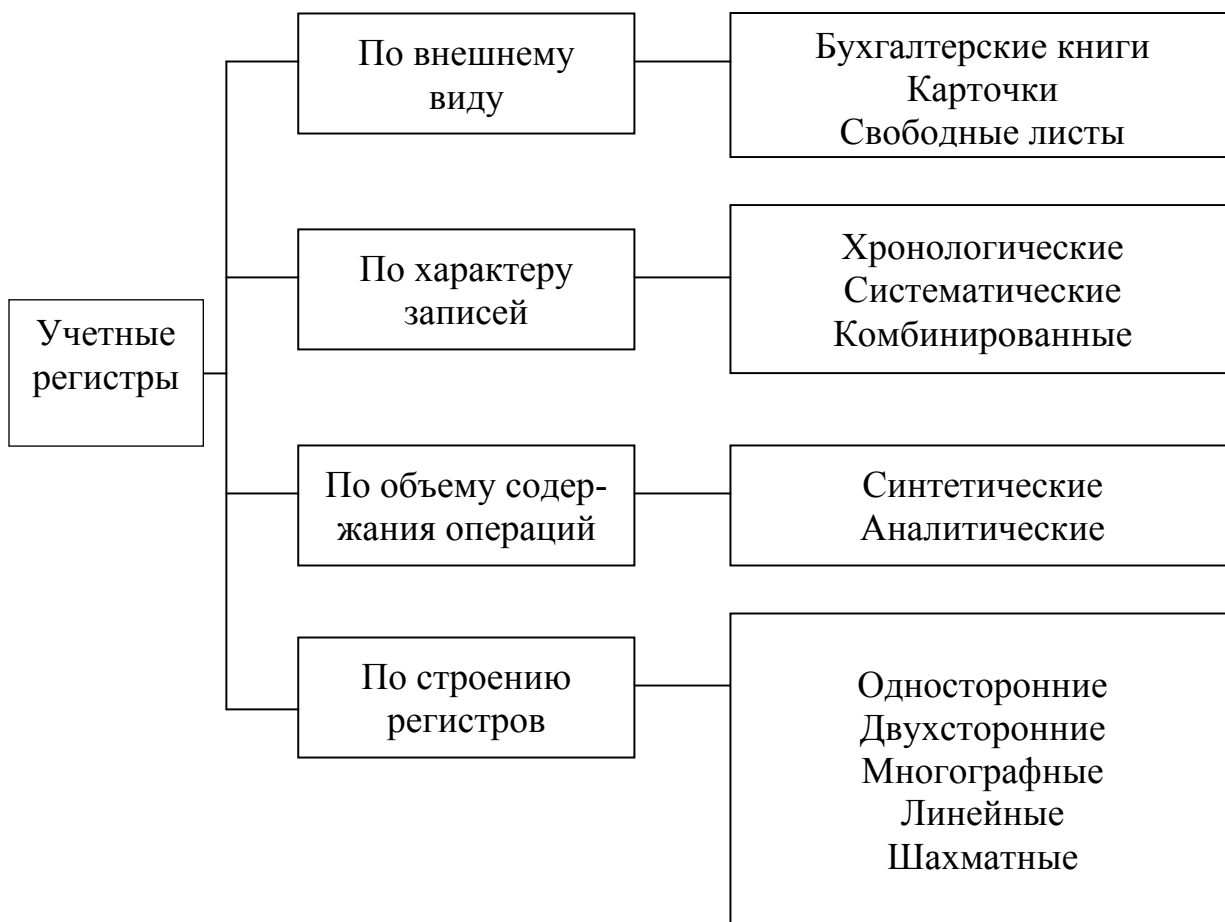 Учетные
регистры
По внешнему
виду
Бухгалтерские книги
Карточки
Свободные листы
По характеру
записей
Хронологические
Систематические
Комбинированные
По объему содер-
жания операций
Синтетические
Аналитические
По строению
регистров
Односторонние
Двухсторонние
Многографные
Линейные
Шахматные